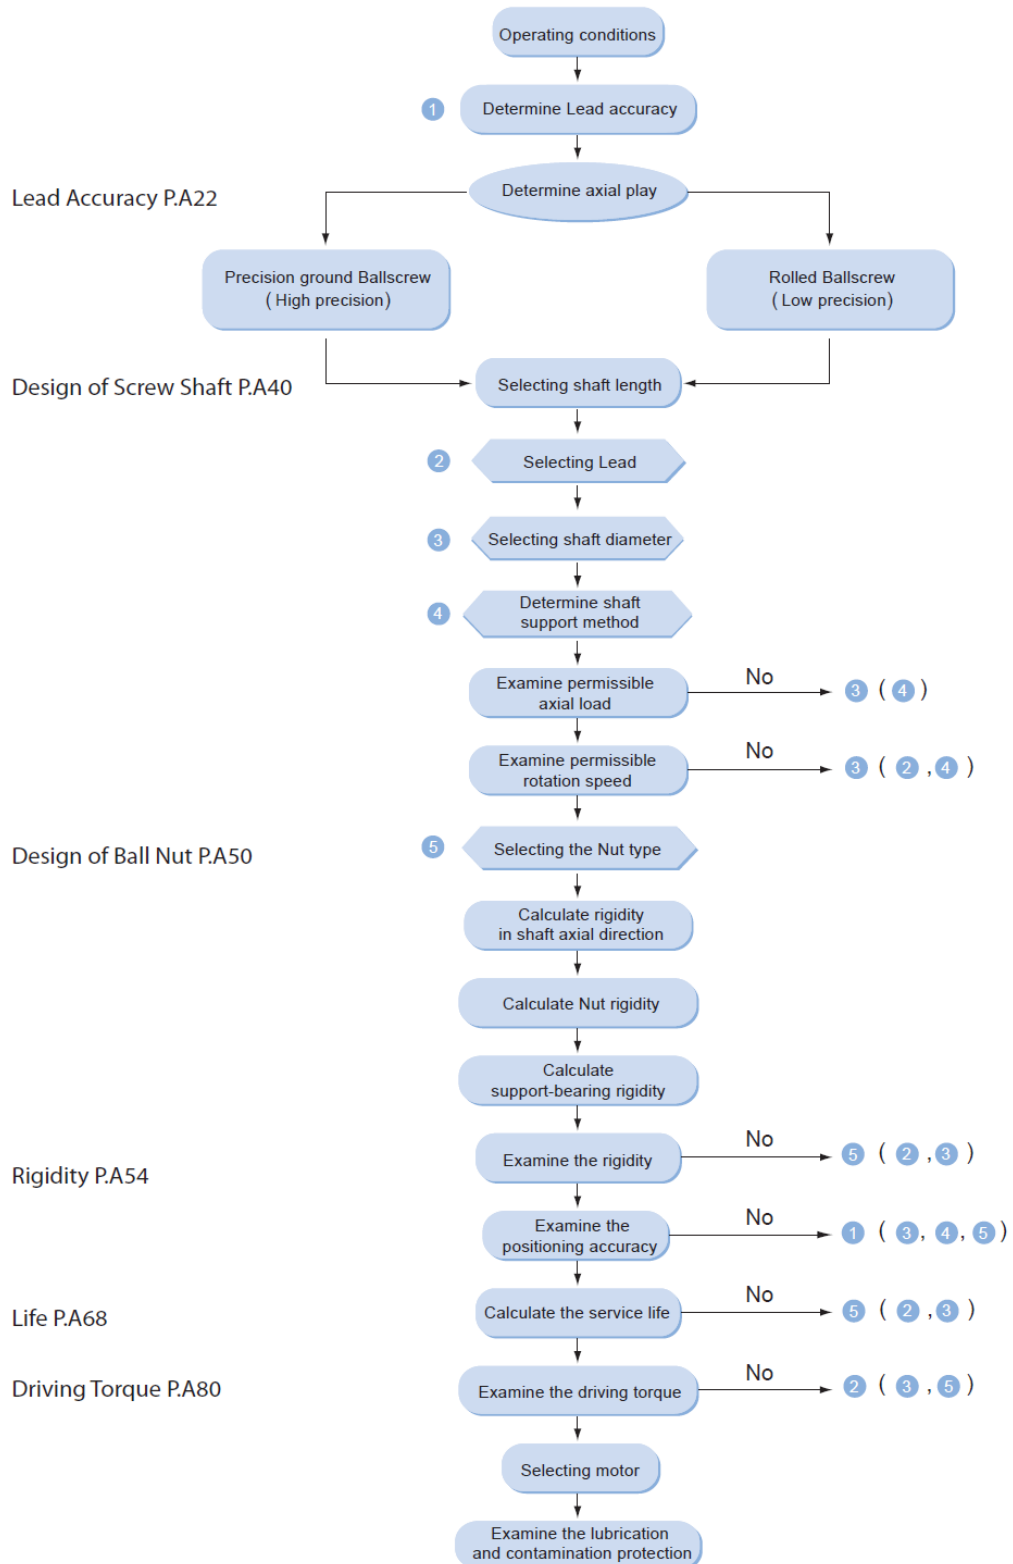 Operating conditions
1 Determine Lead accuracy
Lead Accuracy P.A22
Determine axial play
Precision ground Ballscrew
( High precision )
Rolled Ballscrew
( Low precision )
Design of Screw Shaft P.A40
Selecting shaft length
2 Selecting Lead
3 Selecting shaft diameter
4 Determine shaft
support method
Examine permissible
axial load
No
3 ( 4 )
Examine permissible
rotation speed
No
3 ( 2 , 4 )
Design of Ball Nut P.A50
5 Selecting the Nut type
Calculate rigidity
in shaft axial direction
Calculate Nut rigidity
Calculate
support-bearing rigidity
Rigidity P.A54
Examine the rigidity
No
5 ( 2 , 3 )
Examine the
positioning accuracy
No
1 ( 3, 4, 5 )
Life P.A68
Calculate the service life
No
5 ( 2 , 3 )
Driving Torque P.A80
Examine the driving torque
No
2 ( 3 , 5 )
Selecting motor
Examine the lubrication
and contamination protection